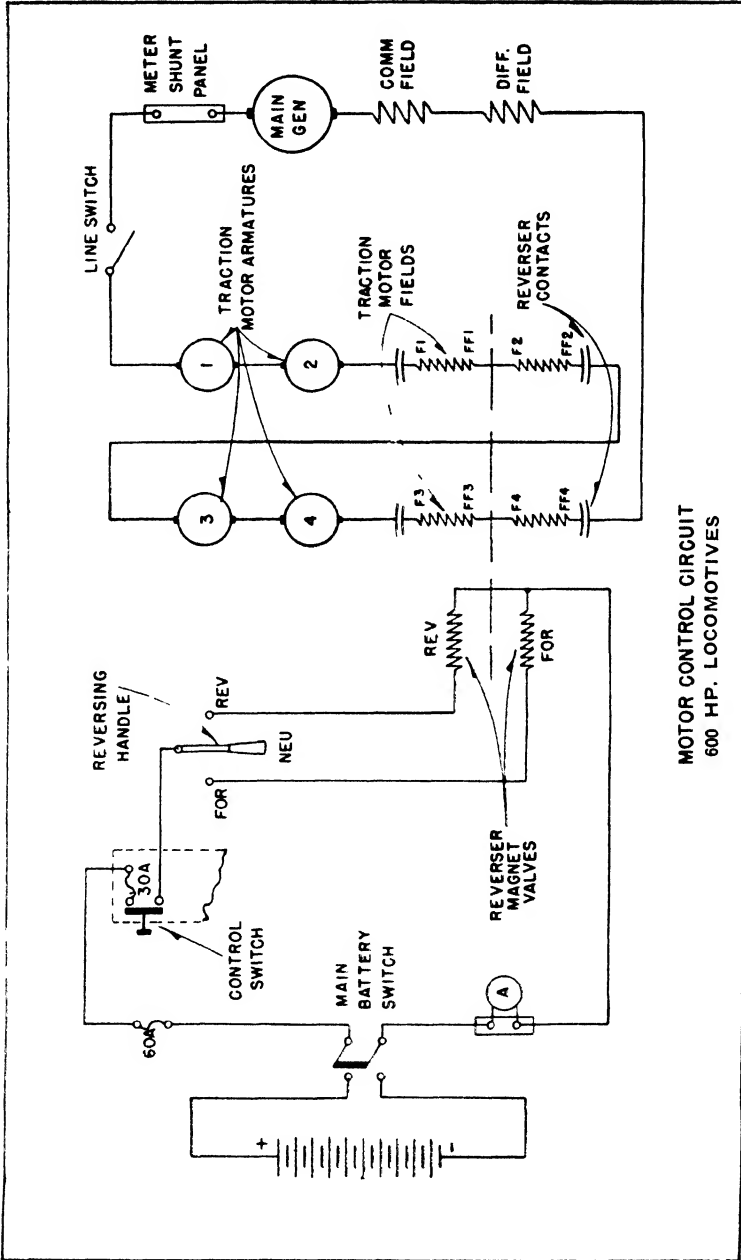 METER
SHUNT
PANEL
LINE SWITCH
MAIN
GEN
COMM
FIELD
DIFF.
FIELD
TRACTION
MOTOR ARMATURES
1
2
3
4
TRACTION
MOTOR
FIELDS
F1
FF1
F2
FF2
F3
FF3
F4
FF4
REVERSER
CONTACTS
REVERSING
HANDLE
REV
NEU
FOR
REV
FOR
REVERSER
MAGNET
VALVES
30A
CONTROL
SWITCH
60A
MAIN
BATTERY
SWITCH
A
+
-
MOTOR CONTROL CIRCUIT
600 HP. LOCOMOTIVES